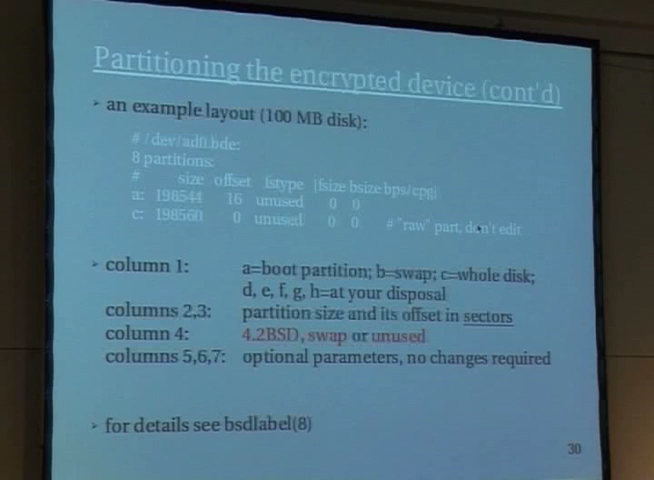 Partitioning the encrypted device (cont'd)
➢ an example layout (100 MB disk):
# /dev/ad0.bde:
8 partitions:
# size offset fstype [fsize bsize bps/cpg]
a: 198544 16 unused 0 0
c: 198560 0 unused 0 0 # "raw" part, don't edit
➢ column 1: a=boot partition; b=swap; c=whole disk;
d, e, f, g, h=at your disposal
columns 2,3: partition size and its offset in sectors
column 4: 4.2BSD, swap or unused
columns 5,6,7: optional parameters, no changes required
➢ for details see bsdlabel(8)
30